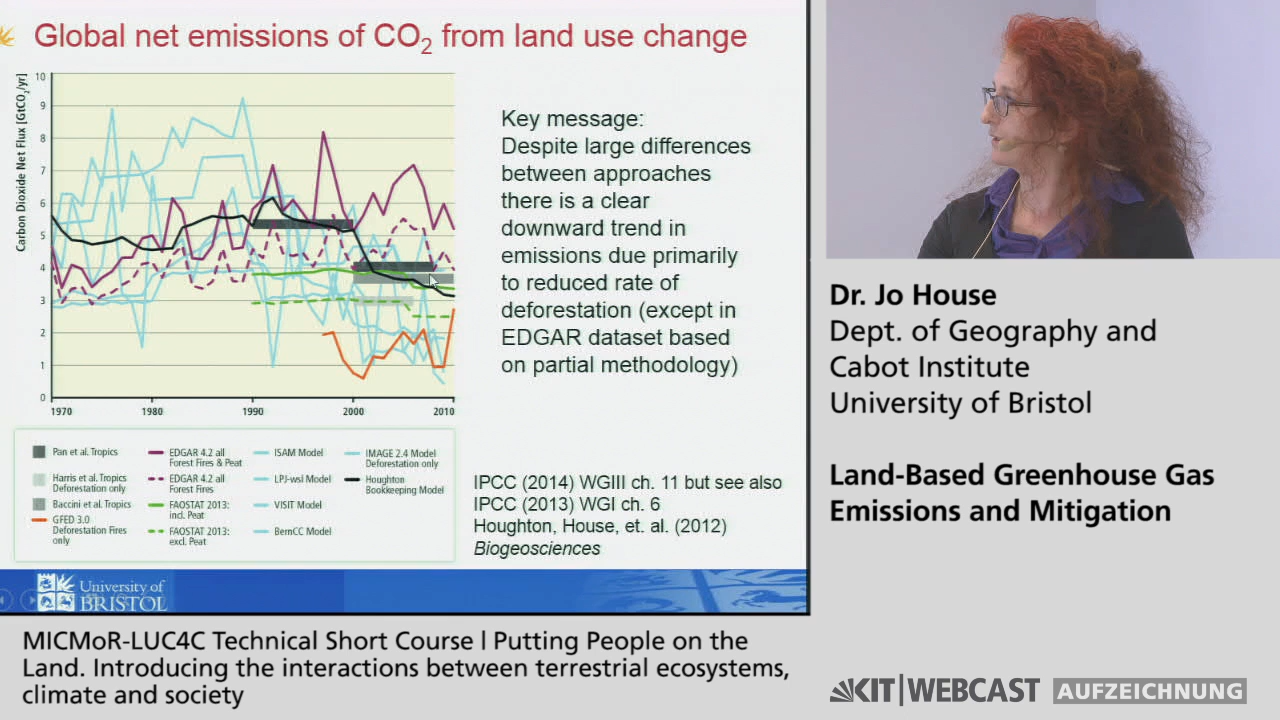 Global net emissions of CO2 from land use change
Carbon Dioxide Net Flux [GtCO2/yr]
10
9
8
7
6
5
4
3
2
1
0
1970
1980
1990
2000
2010
Key message:
Despite large differences
between approaches
there is a clear
downward trend in
emissions due primarily
to reduced rate of
deforestation (except in
EDGAR dataset based
on partial methodology)
Pan et al. Tropics
Harris et al. Tropics
Deforestation only
Baccini et al. Tropics
GFED 3.0
Deforestation Fires
only
EDGAR 4.2 all
Forest Fires & Peat
EDGAR 4.2 all
Forest Fires
FAOSTAT 2013:
incl. Peat
FAOSTAT 2013:
excl. Peat
ISAM Model
LPJ-wsl Model
VISIT Model
BernCC Model
IMAGE 2.4 Model
Deforestation only
Houghton
Bookkeeping Model
IPCC (2014) WGIII ch. 11 but see also
IPCC (2013) WGI ch. 6
Houghton, House, et. al. (2012)
Biogeosciences
University of
BRISTOL
Dr. Jo House
Dept. of Geography and
Cabot Institute
University of Bristol
Land-Based Greenhouse Gas
Emissions and Mitigation
MICMoR-LUC4C Technical Short Course | Putting People on the
Land. Introducing the interactions between terrestrial ecosystems,
climate and society
KIT|WEBCAST AUFZEICHNUNG